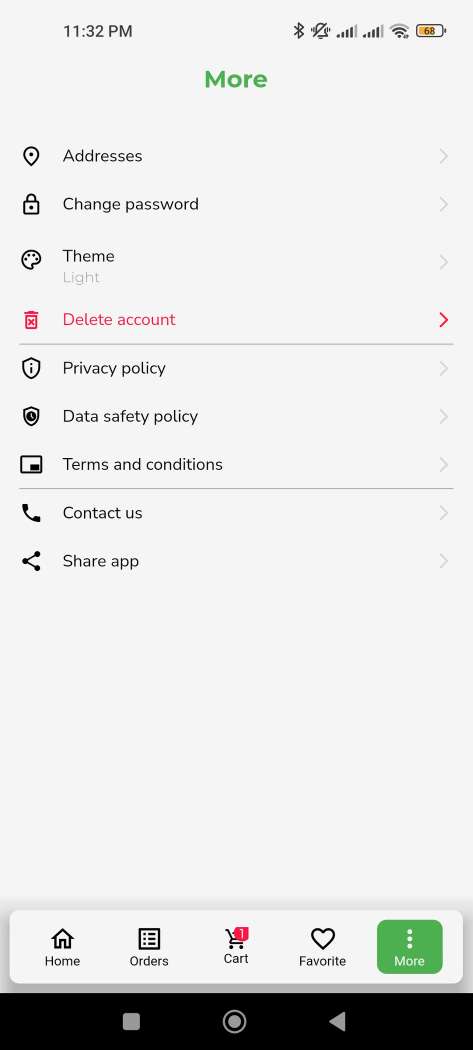 11:32 PM
68
More
Addresses
Change password
Theme
Light
Delete account
Privacy policy
Data safety policy
Terms and conditions
Contact us
Share app
1
Home
Orders
Cart
Favorite
More